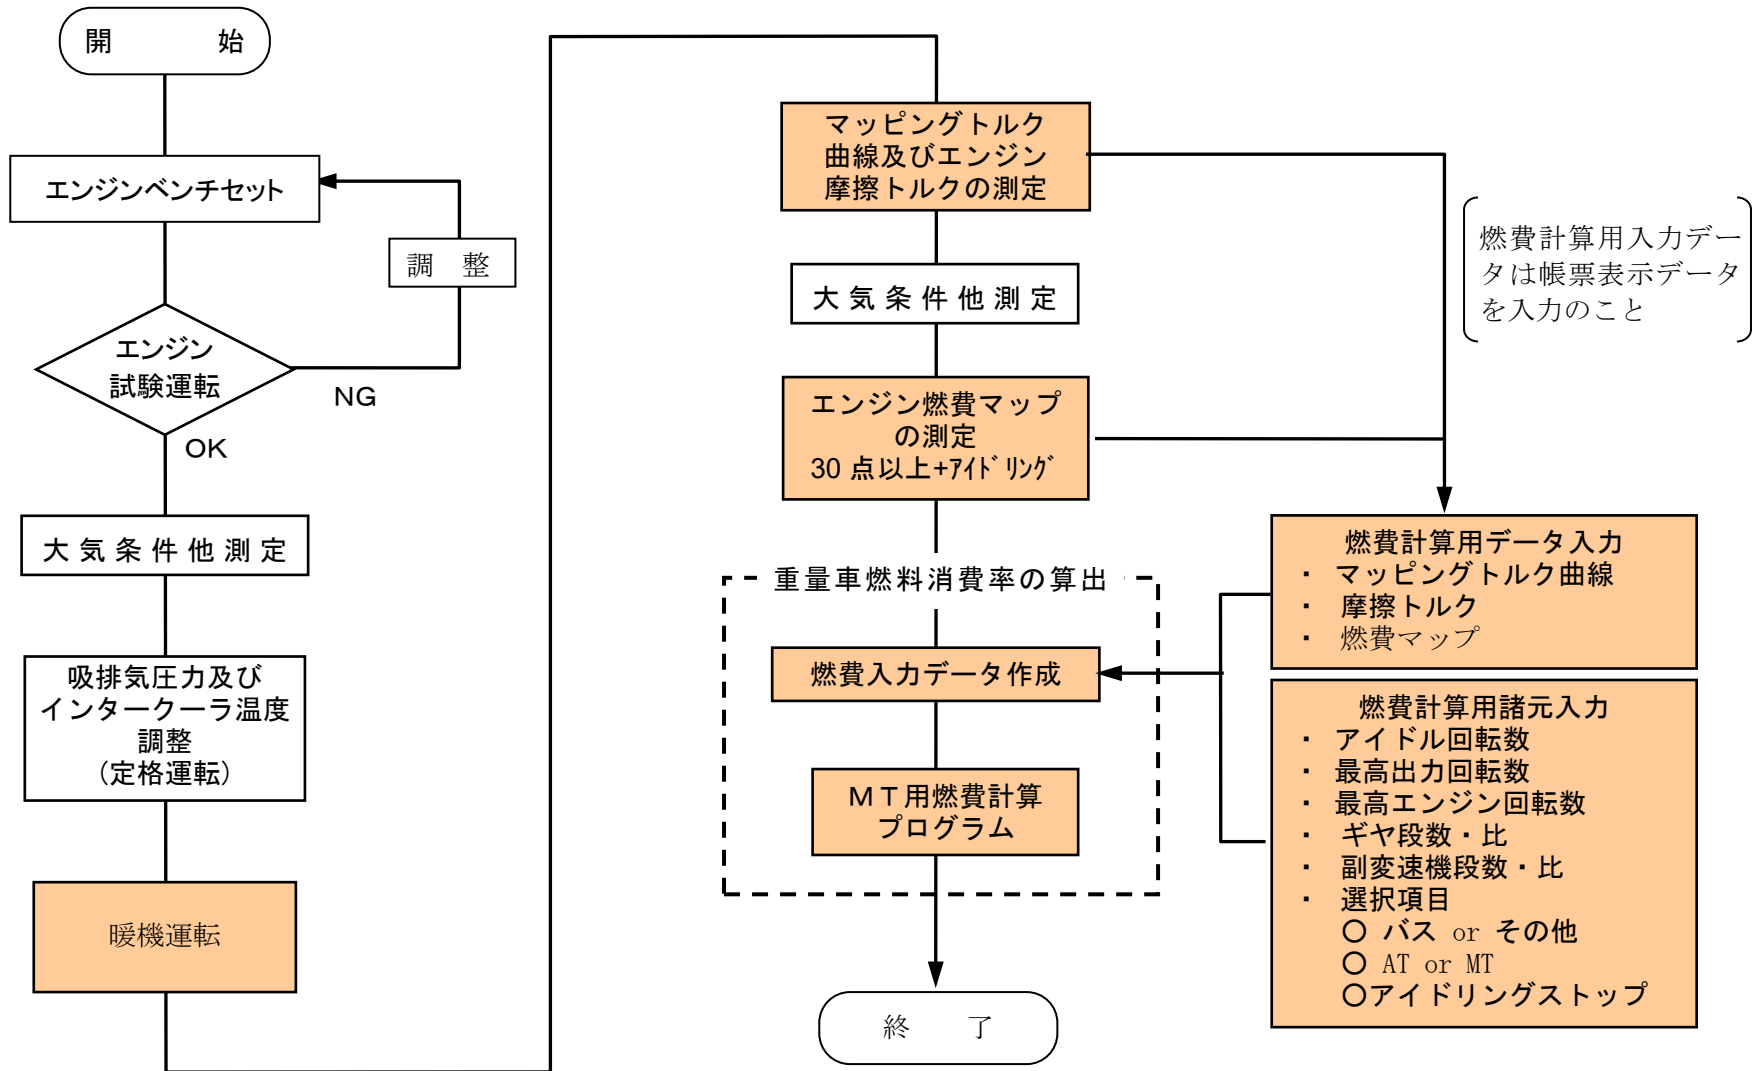 開　　　始
エンジンベンチセット
調　整
エンジン
試験運転
NG
OK
大気条件他測定
吸排気圧力及び
インタークーラ温度
調整
(定格運転)
暖機運転
マッピングトルク
曲線及びエンジン
摩擦トルクの測定
大気条件他測定
エンジン燃費マップ
の測定
30 点以上+ｱｲﾄﾞﾘﾝｸﾞ
重量車燃料消費率の算出
燃費入力データ作成
ＭＴ用燃費計算
プログラム
終　　了
燃費計算用入力デー
タは帳票表示データ
を入力のこと
燃費計算用データ入力
・ マッピングトルク曲線
・ 摩擦トルク
・ 燃費マップ
燃費計算用諸元入力
・ アイドル回転数
・ 最高出力回転数
・ 最高エンジン回転数
・ ギヤ段数・比
・ 副変速機段数・比
・ 選択項目
○ バス or その他
○ AT or MT
○アイドリングストップ